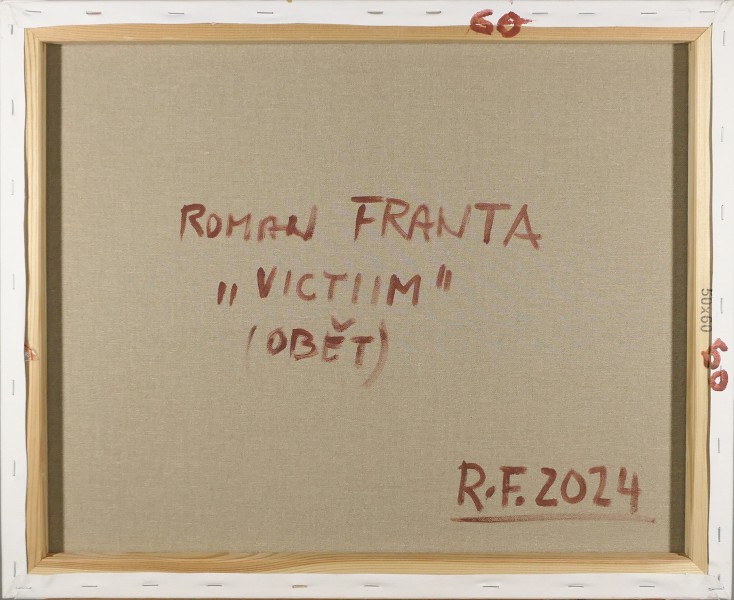 60
ROMAN FRANTA
„VICTIIM"
(OBĚT)
50x60
50
R.F. 2024